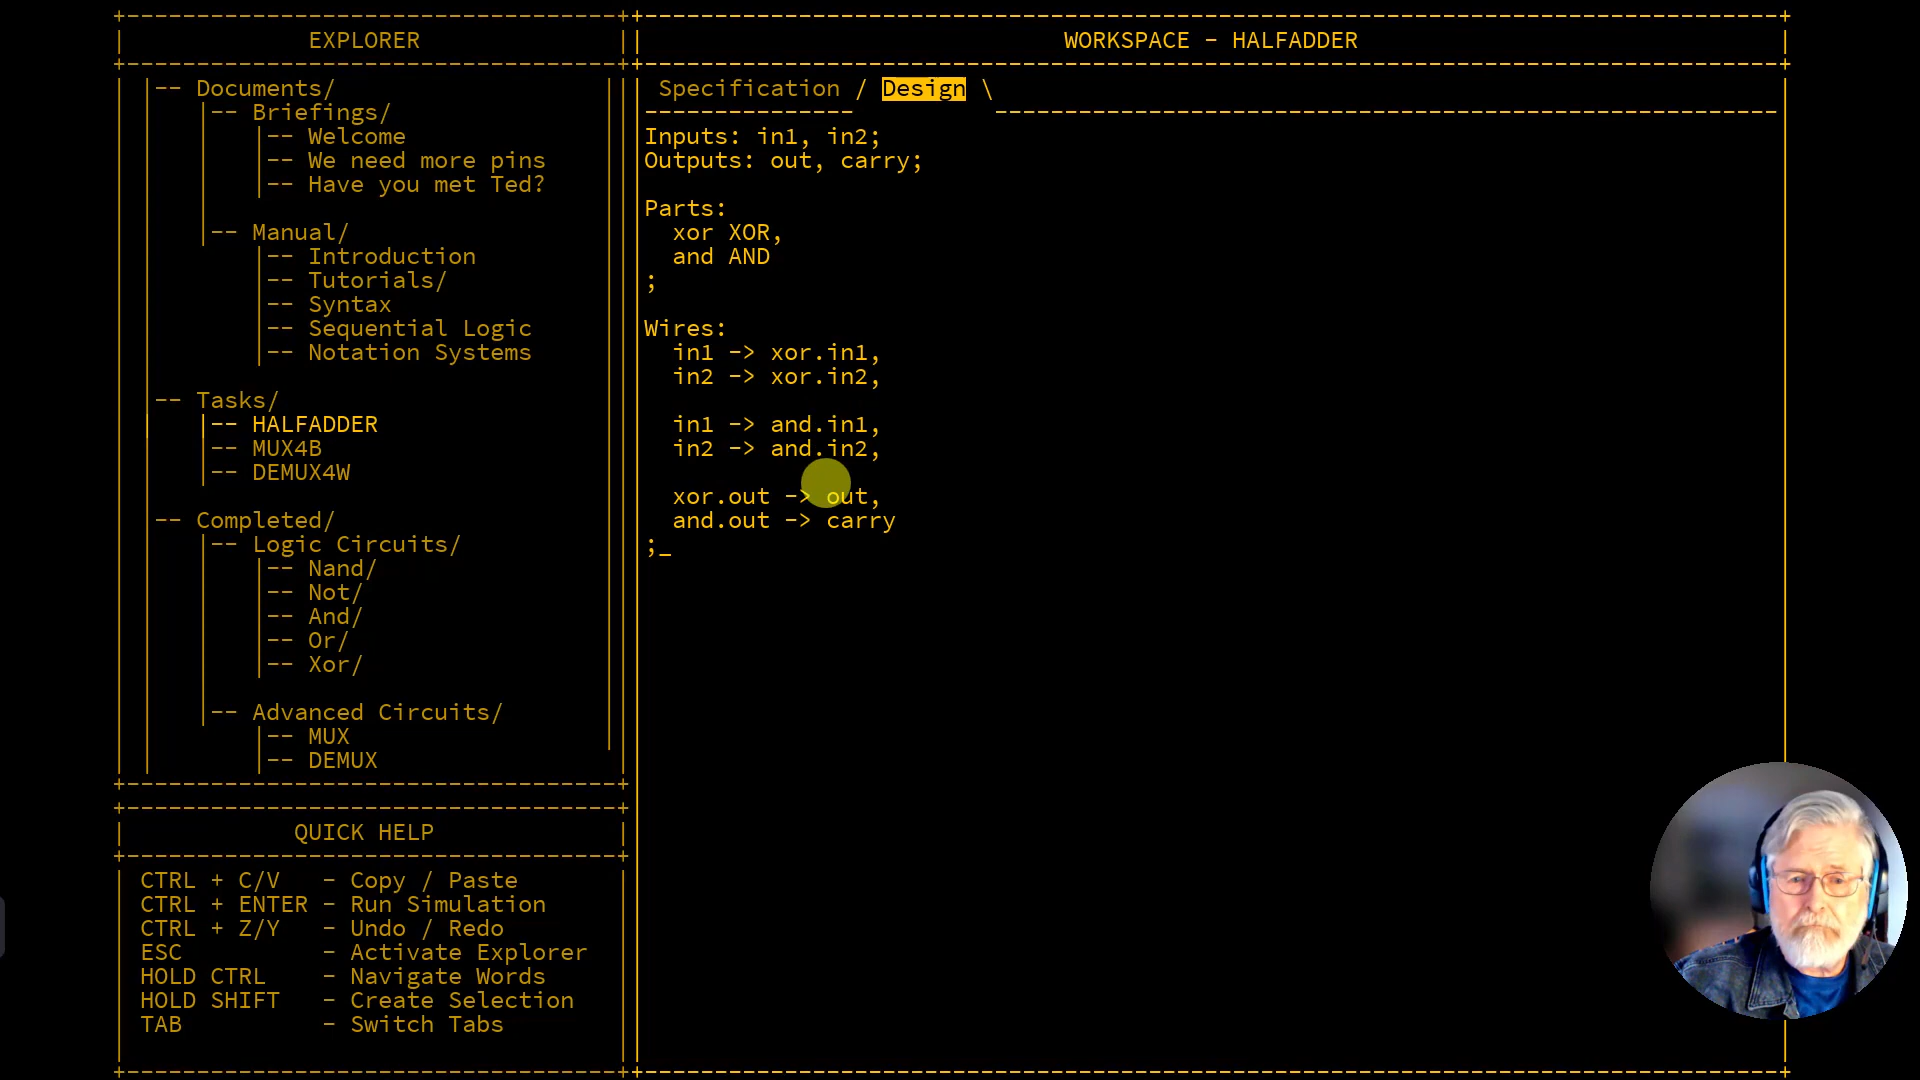 EXPLORER
-- Documents/
-- Briefings/
-- Welcome
-- We need more pins
-- Have you met Ted?
-- Manual/
-- Introduction
-- Tutorials/
-- Syntax
-- Sequential Logic
-- Notation Systems
-- Tasks/
-- HALFADDER
-- MUX4B
-- DEMUX4W
-- Completed/
-- Logic Circuits/
-- Nand/
-- Not/
-- And/
-- Or/
-- Xor/
-- Advanced Circuits/
-- MUX
-- DEMUX
QUICK HELP
CTRL + C/V - Copy / Paste
CTRL + ENTER - Run Simulation
CTRL + Z/Y - Undo / Redo
ESC - Activate Explorer
HOLD CTRL - Navigate Words
HOLD SHIFT - Create Selection
TAB - Switch Tabs
WORKSPACE - HALFADDER
Specification / Design \
Inputs: in1, in2;
Outputs: out, carry;
Parts:
xor XOR,
and AND
;
Wires:
in1 -> xor.in1,
in2 -> xor.in2,
in1 -> and.in1,
in2 -> and.in2,
xor.out -> out,
and.out -> carry
;_